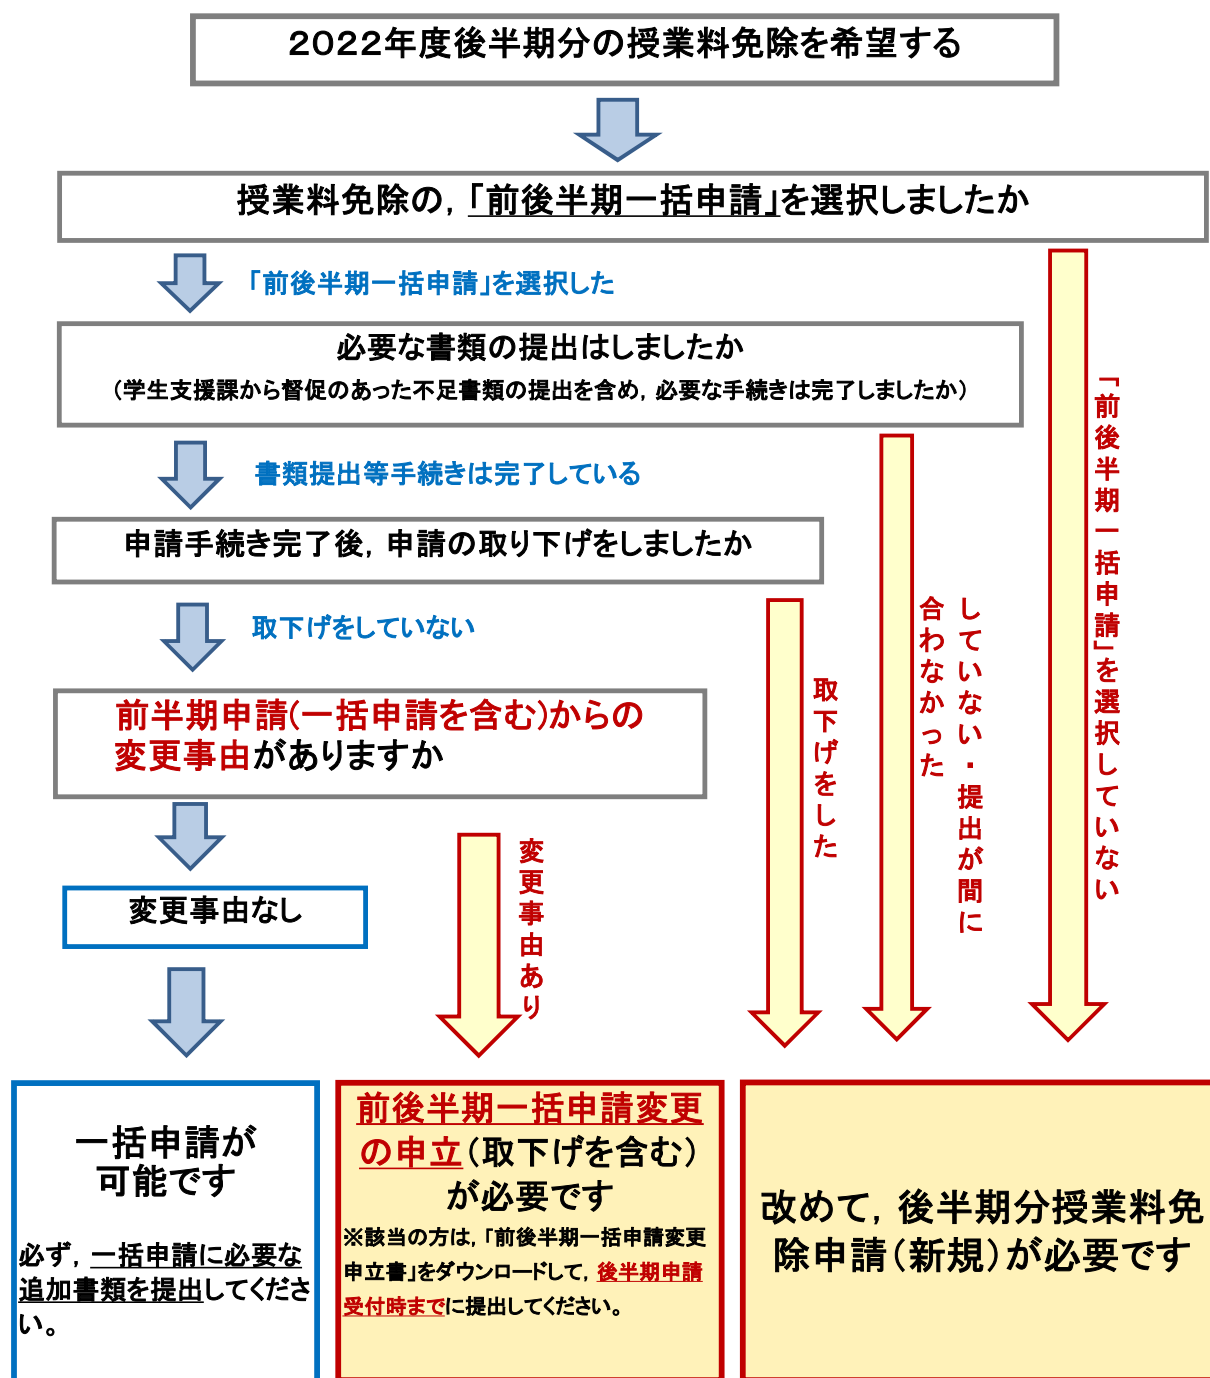 ２０２２年度後半期分の授業料免除を希望する
授業料免除の，「前後半期一括申請」を選択しましたか
「前後半期一括申請」を選択した
必要な書類の提出はしましたか
（学生支援課から督促のあった不足書類の提出を含め，必要な手続きは完了しましたか）
書類提出等手続きは完了している
申請手続き完了後，申請の取り下げをしましたか
取下げをしていない
前半期申請(一括申請を含む)からの
変更事由がありますか
変更事由なし
変更事由あり
取下げをした
していない・提出が間に
合わなかった
「前後半期一括申請」を選択していない
一括申請が
可能です
必ず，一括申請に必要な
追加書類を提出してくださ
い。
前後半期一括申請変更
の申立（取下げを含む）
が必要です
※該当の方は，「前後半期一括申請変更
申立書」をダウンロードして，後半期申請
受付時までに提出してください。
改めて，後半期分授業料免
除申請（新規）が必要です